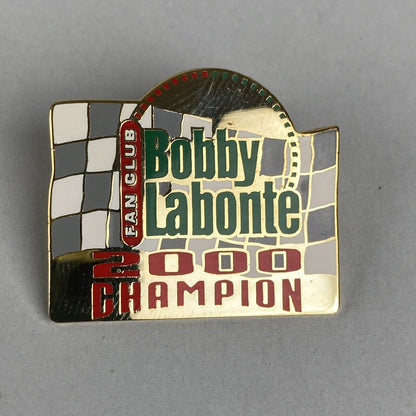 FAN CLUB
Bobby
Labonte
2000
CHAMPION